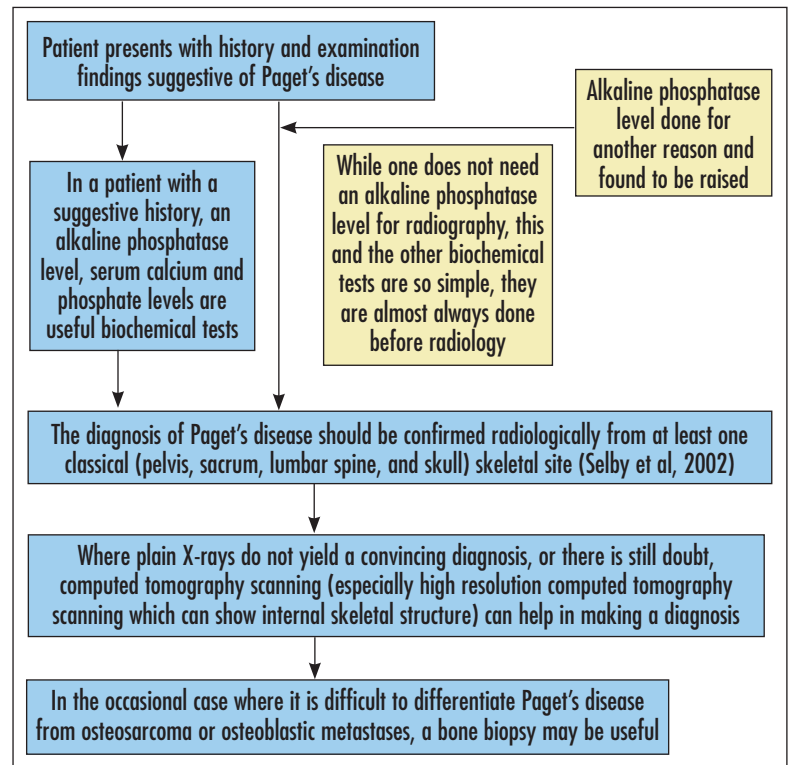 Patient presents with history and examination
findings suggestive of Paget's disease
Alkaline phosphatase
level done for
another reason and
found to be raised
In a patient with a
suggestive history, an
alkaline phosphatase
level, serum calcium and
phosphate levels are
useful biochemical tests
While one does not need
an alkaline phosphatase
level for radiography, this
and the other biochemical
tests are so simple, they
are almost always done
before radiology
The diagnosis of Paget's disease should be confirmed radiologically from at least one
classical (pelvis, sacrum, lumbar spine, and skull) skeletal site (Selby et al, 2002)
Where plain X-rays do not yield a convincing diagnosis, or there is still doubt,
computed tomography scanning (especially high resolution computed tomography
scanning which can show internal skeletal structure) can help in making a diagnosis
In the occasional case where it is difficult to differentiate Paget's disease
from osteosarcoma or osteoblastic metastases, a bone biopsy may be useful